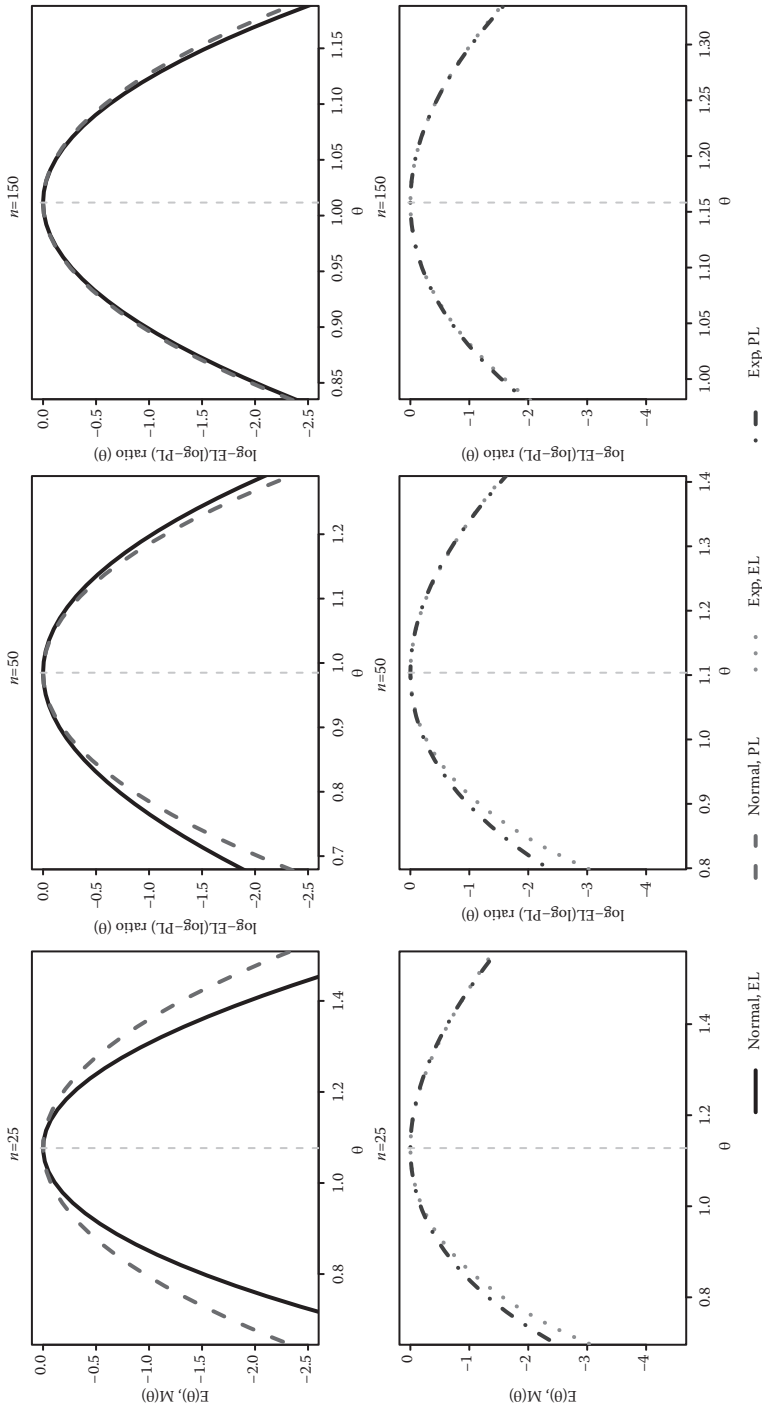 n=25
0.0
−0.5
−1.0
−1.5
−2.0
−2.5
E(θ), M(θ)
0.8 1.0 1.2 1.4
θ
n=50
0.0
−0.5
−1.0
−1.5
−2.0
−2.5
log−EL(log−PL) ratio (θ)
0.7 0.8 0.9 1.0 1.1 1.2
θ
n=150
0.0
−0.5
−1.0
−1.5
−2.0
−2.5
log−EL(log−PL) ratio (θ)
0.85 0.90 0.95 1.00 1.05 1.10 1.15
θ
n=25
0
−1
−2
−3
−4
E(θ), M(θ)
0.8 1.0 1.2 1.4
θ
n=50
0
−1
−2
−3
−4
log−EL(log−PL) ratio (θ)
0.8 0.9 1.0 1.1 1.2 1.3 1.4
θ
n=150
0
−1
−2
−3
−4
log−EL(log−PL) ratio (θ)
1.00 1.05 1.10 1.15 1.20 1.25 1.30
θ
Normal, EL
Normal, PL
Exp, EL
Exp, PL